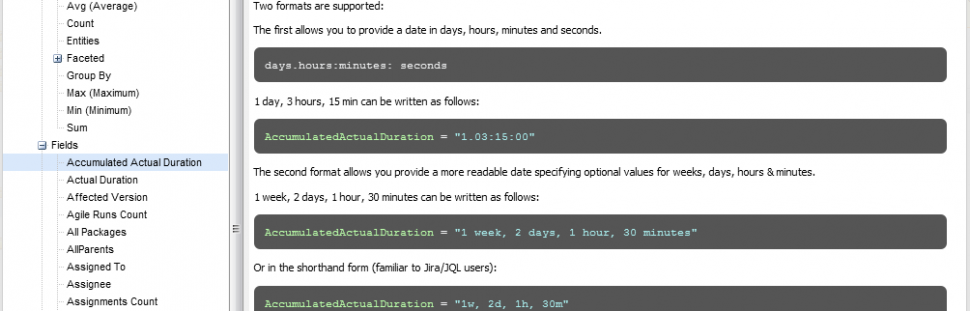 Avg (Average)
Count
Entities
Faceted
Group By
Max (Maximum)
Min (Minimum)
Sum
Fields
Accumulated Actual Duration
Actual Duration
Affected Version
Agile Runs Count
All Packages
AllParents
Assigned To
Assignee
Assignments Count
Two formats are supported:
The first allows you to provide a date in days, hours, minutes and seconds.
days.hours:minutes: seconds
1 day, 3 hours, 15 min can be written as follows:
AccumulatedActualDuration = "1.03:15:00"
The second format allows you provide a more readable date specifying optional values for weeks, days, hours & minutes.
1 week, 2 days, 1 hour, 30 minutes can be written as follows:
AccumulatedActualDuration = "1 week, 2 days, 1 hour, 30 minutes"
Or in the shorthand form (familiar to Jira/JQL users):
AccumulatedActualDuration = "1w, 2d, 1h, 30m"